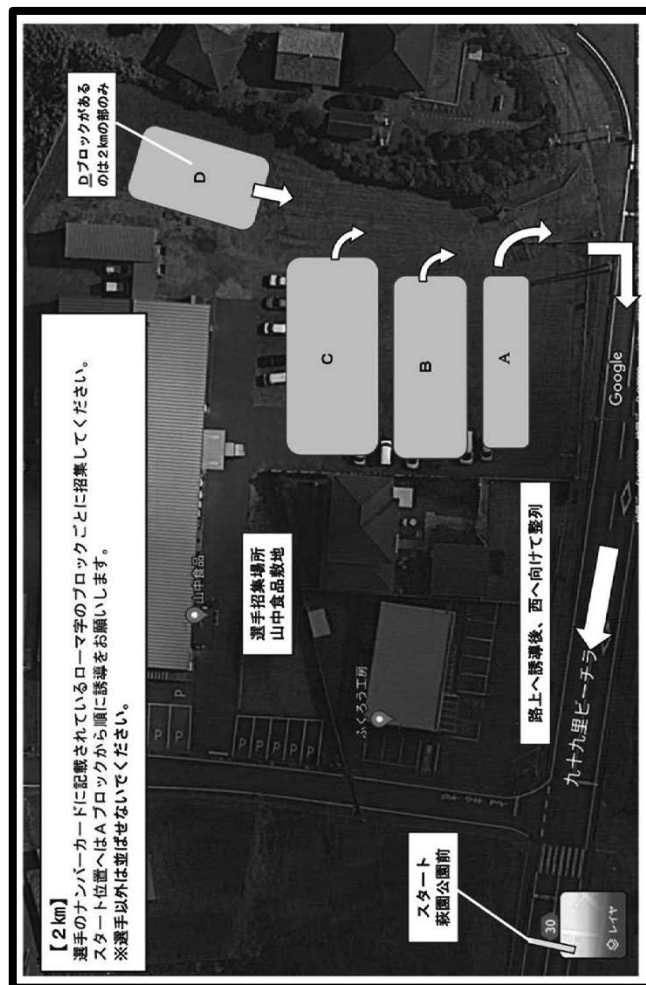 【２㎞】
選手のナンバーカードに記載されているローマ字のブロックごとに招集してください。
スタート位置へはＡブロックから順に誘導をお願いします。
※選手以外は並ばせないでください。
Ｄブロックがある
のは２㎞の部のみ
D
C
B
A
山中食品
選手招集場所
山中食品敷地
ふくろう工房
P
P
P
P
P
P
路上へ誘導後、西へ向けて整列
Google
九十九里ビーチラ
スタート
萩園公園前
30
レイヤ